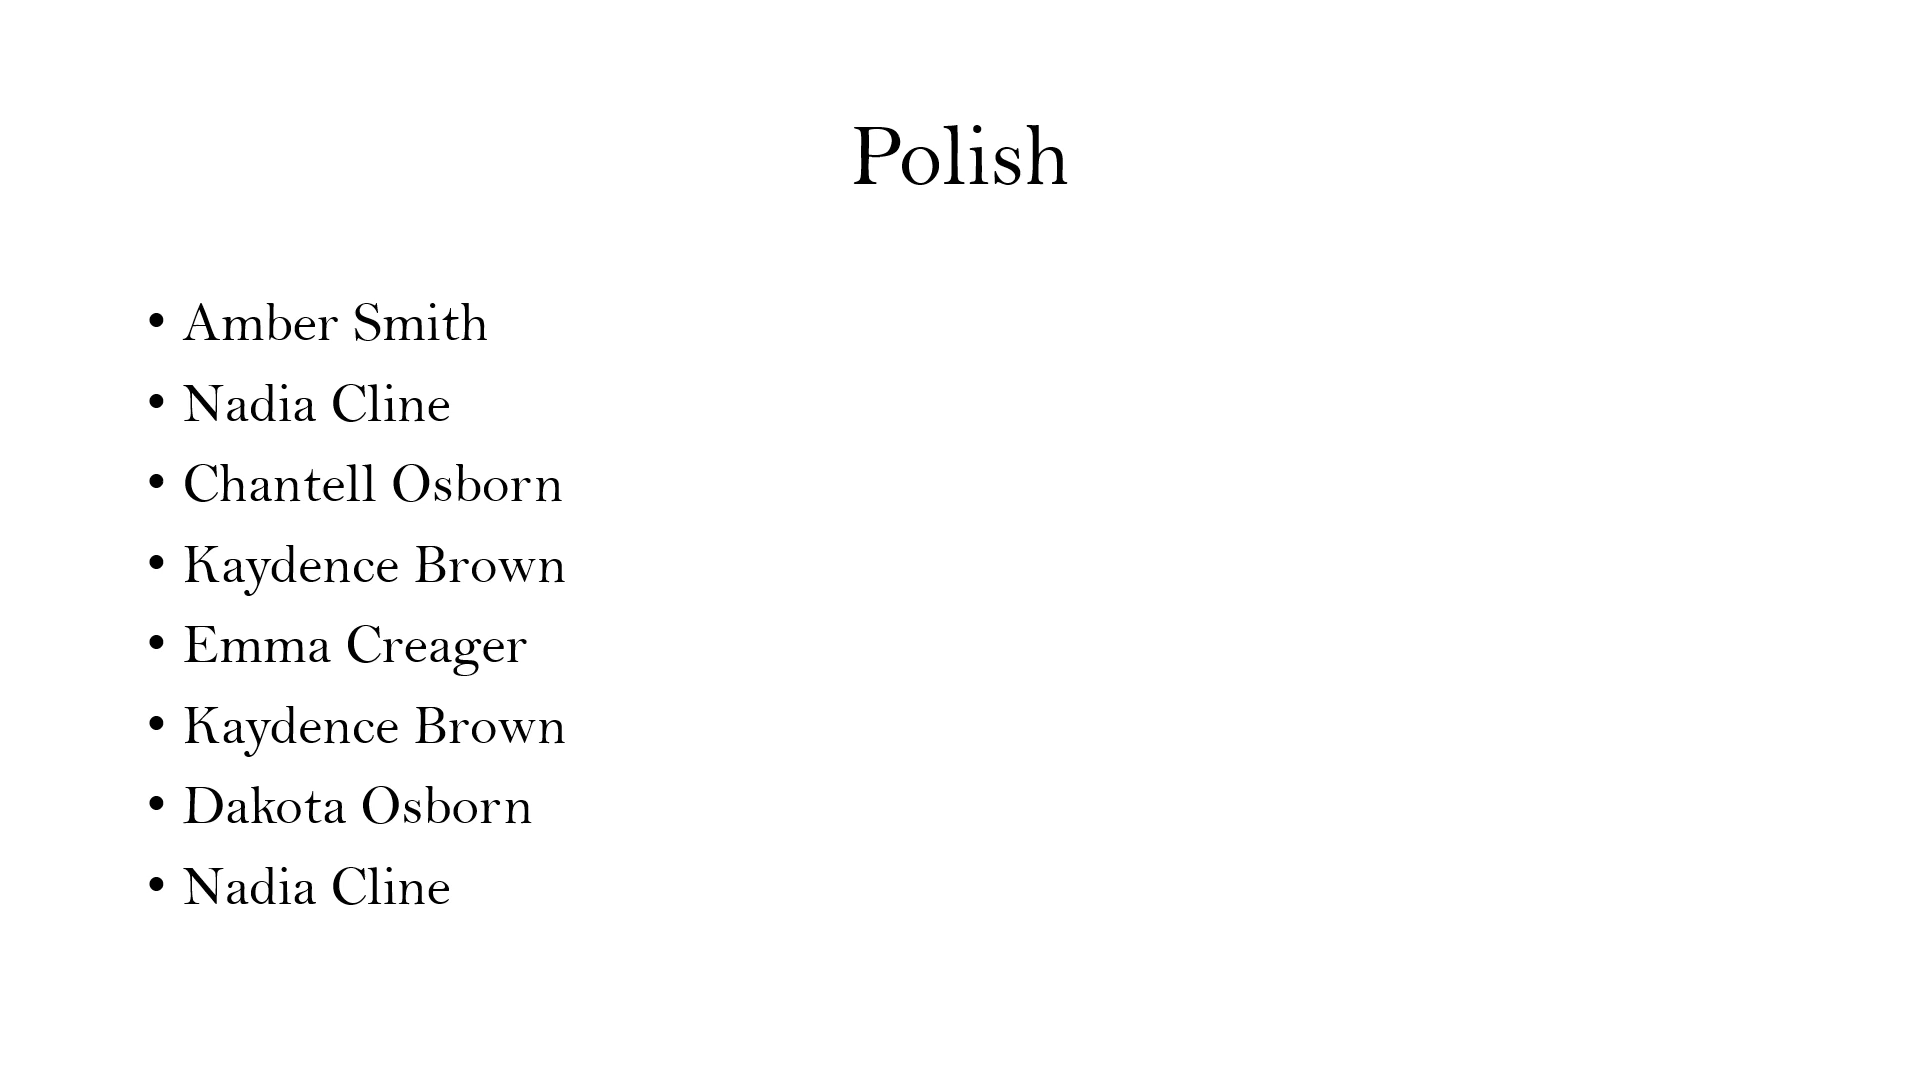 Polish
• Amber Smith
• Nadia Cline
• Chantell Osborn
• Kaydence Brown
• Emma Creager
• Kaydence Brown
• Dakota Osborn
• Nadia Cline